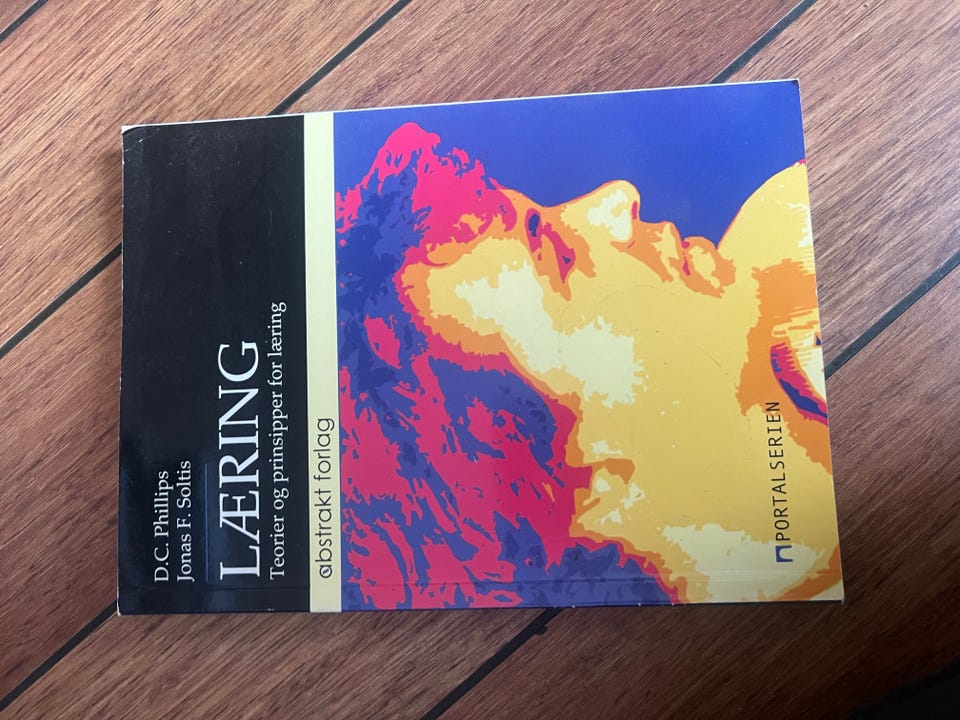 D.C. Phillips
Jonas F. Soltis
LÆRING
Teorier og prinsipper for læring
abstrakt forlag
PORTALSERIEN